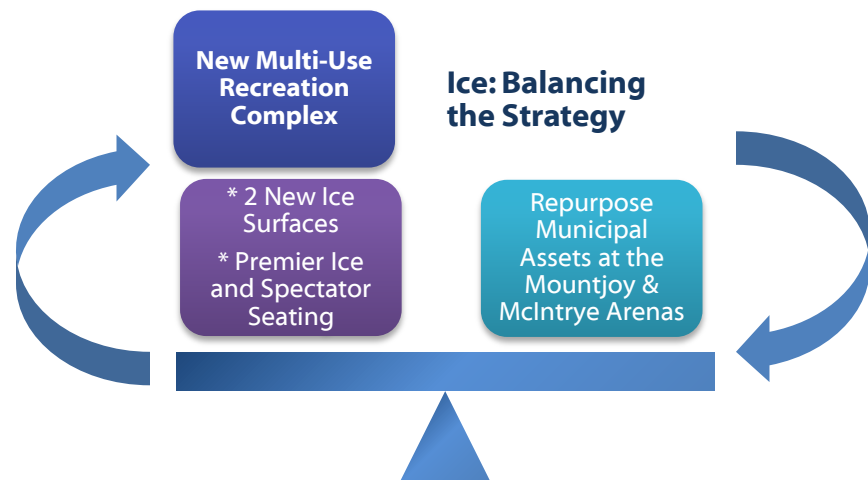 New Multi-Use
Recreation
Complex
Ice: Balancing
the Strategy
* 2 New Ice
Surfaces
* Premier Ice
and Spectator
Seating
Repurpose
Municipal
Assets at the
Mountjoy &
McIntrye Arenas